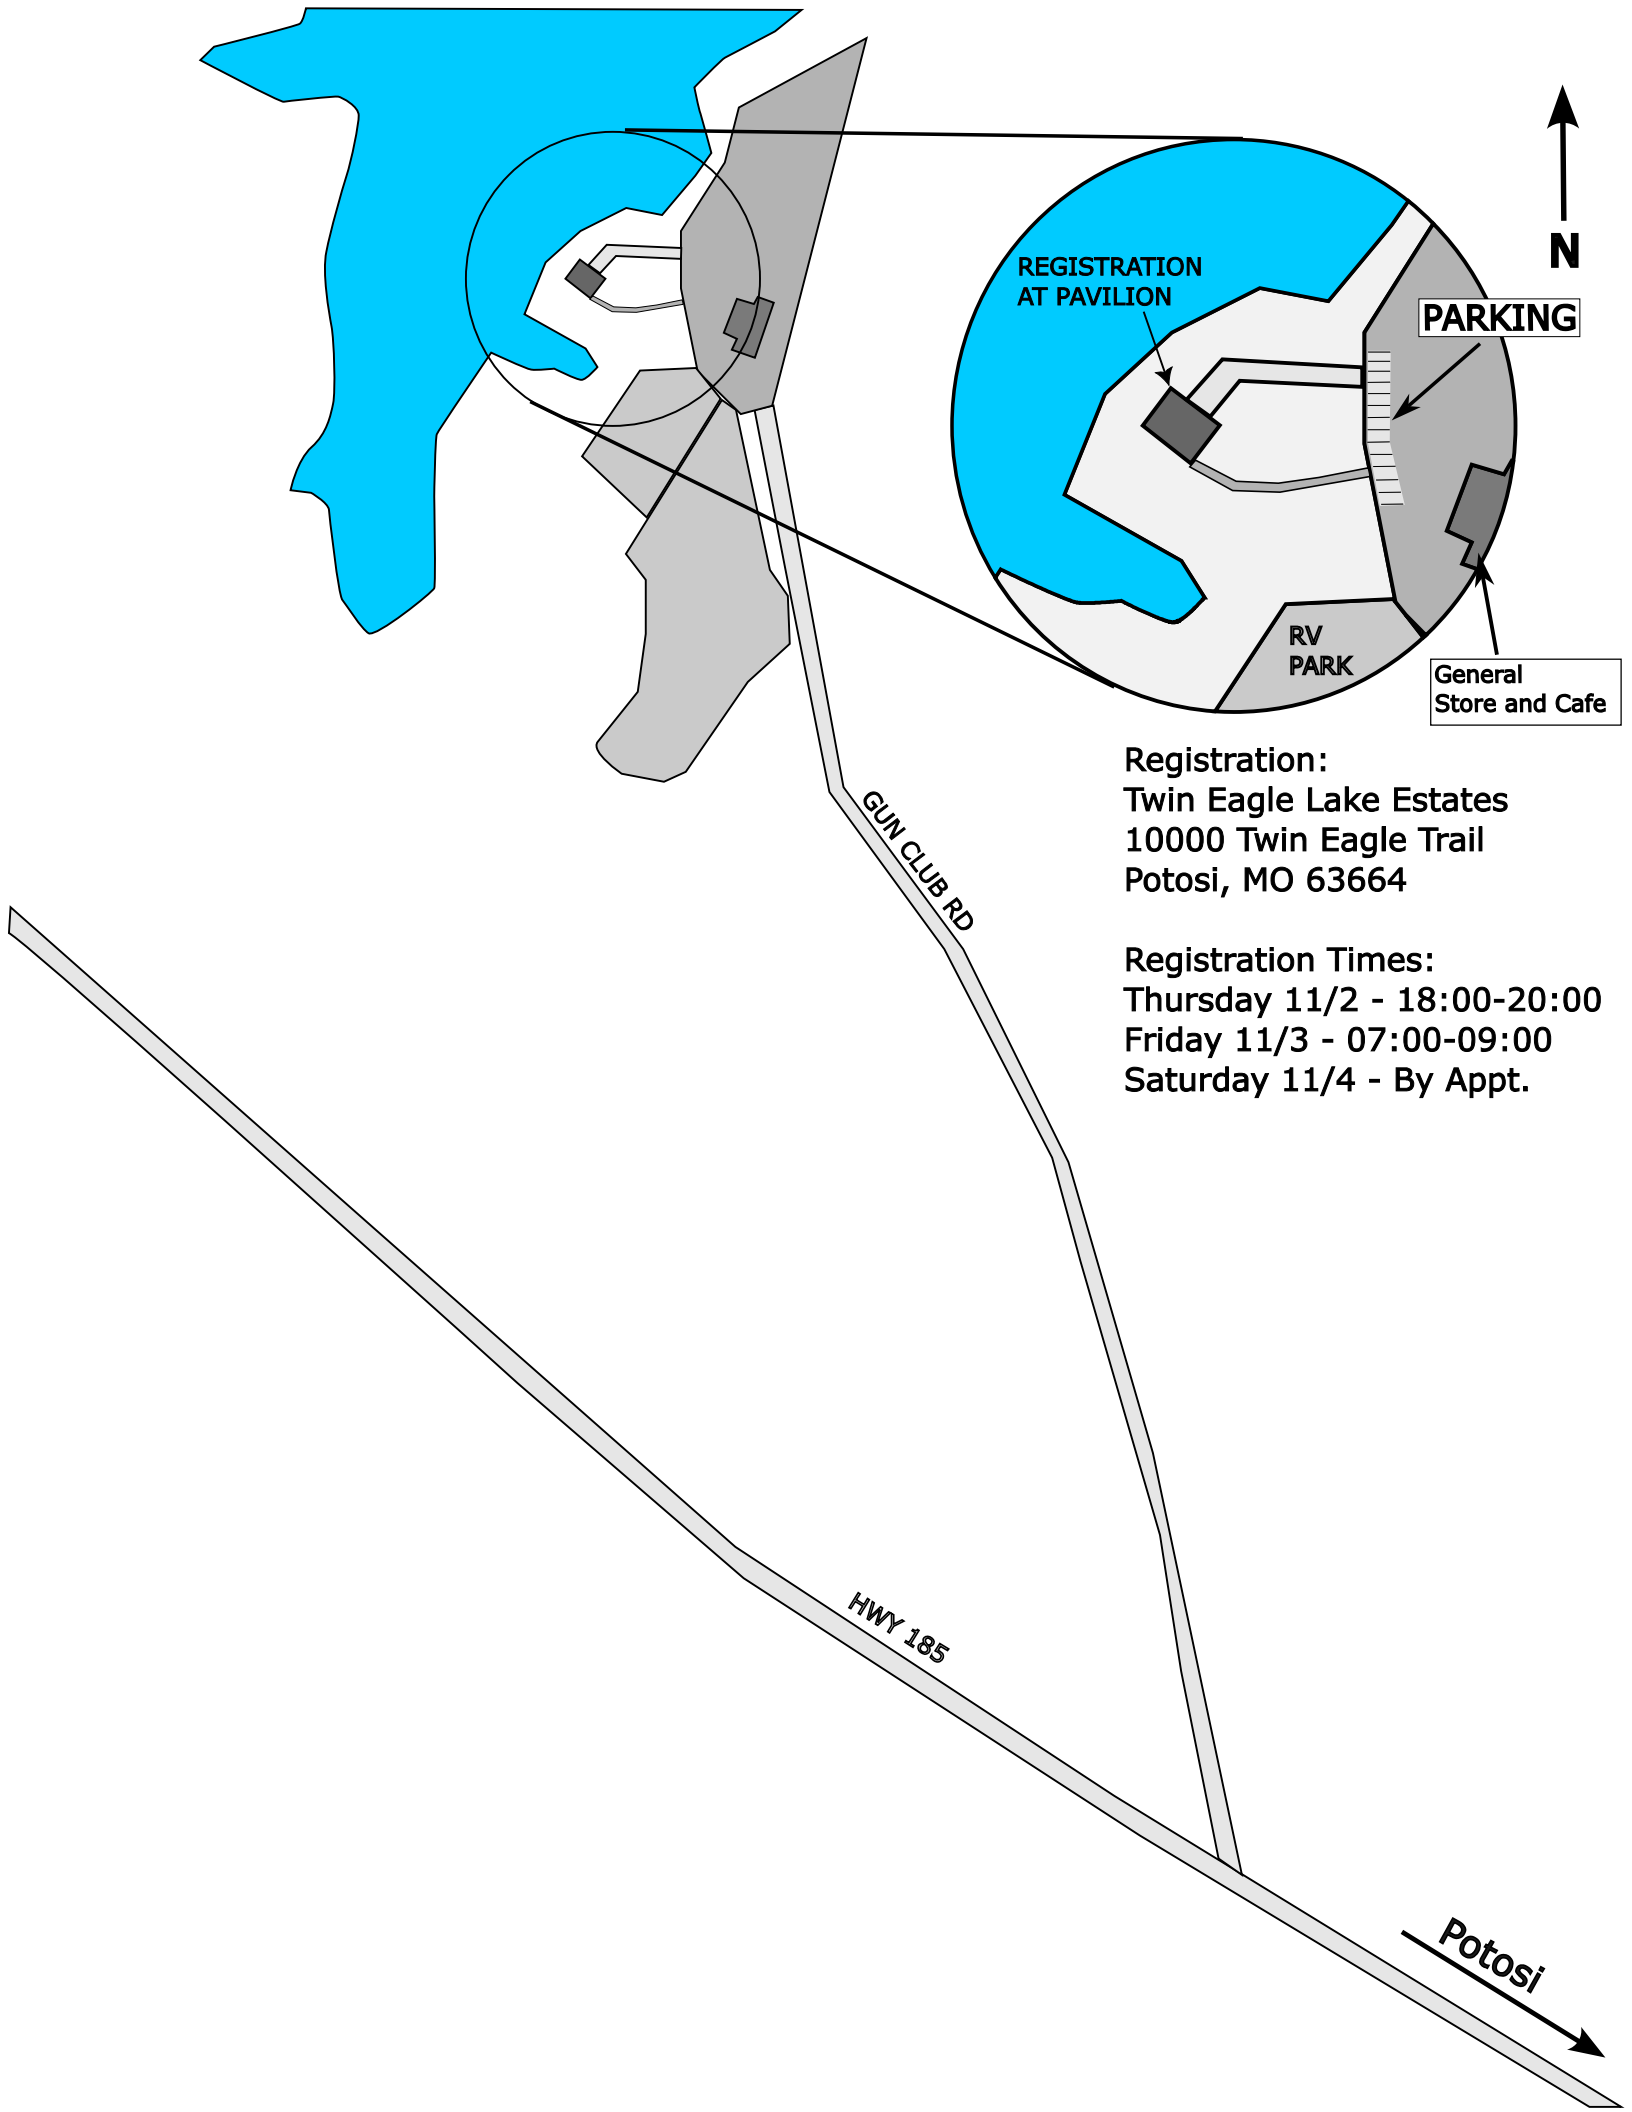 N
REGISTRATION
AT PAVILION
PARKING
RV
PARK
General
Store and Cafe
Registration:
Twin Eagle Lake Estates
10000 Twin Eagle Trail
Potosi, MO 63664
Registration Times:
Thursday 11/2 - 18:00-20:00
Friday 11/3 - 07:00-09:00
Saturday 11/4 - By Appt.
GUN CLUB RD
HWY 185
Potosi